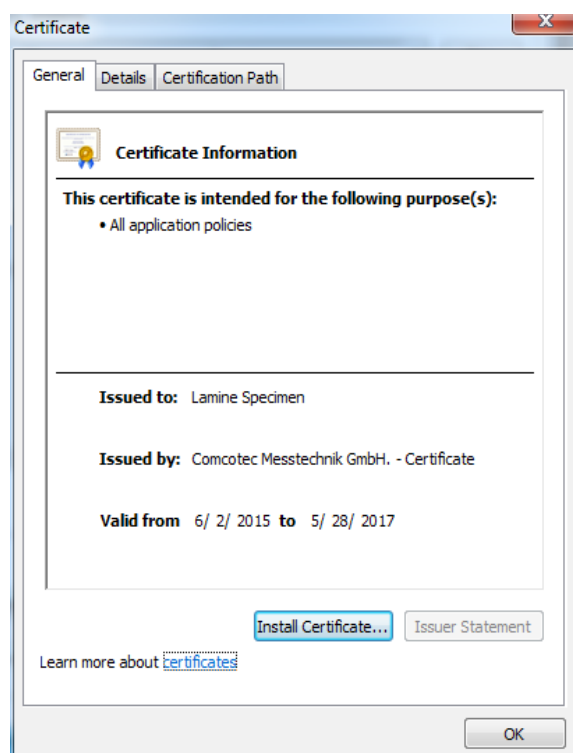 Certificate
General Details Certification Path
Certificate Information
This certificate is intended for the following purpose(s):
• All application policies
Issued to: Lamine Specimen
Issued by: Comcotec Messtechnik GmbH. - Certificate
Valid from 6/ 2/ 2015 to 5/ 28/ 2017
Install Certificate... Issuer Statement
Learn more about certificates
OK